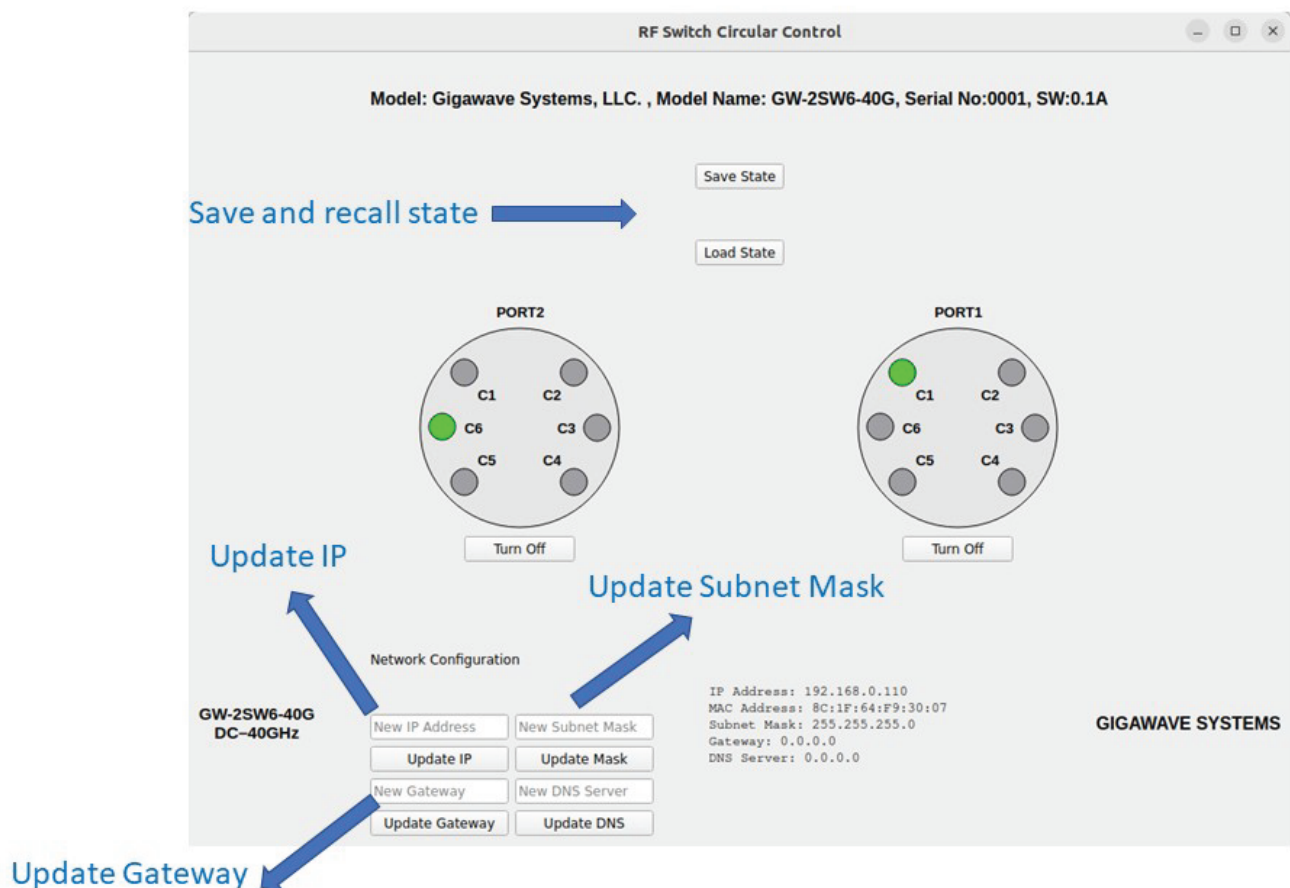 RF Switch Circular Control
Model: Gigawave Systems, LLC. , Model Name: GW-2SW6-40G, Serial No:0001, SW:0.1A
Save State
Save and recall state
Load State
PORT2
C1 C2
C6 C3
C5 C4
Turn Off
PORT1
C1 C2
C6 C3
C5 C4
Turn Off
Update IP
Update Subnet Mask
Network Configuration
GW-2SW6-40G
DC–40GHz
New IP Address New Subnet Mask
Update IP Update Mask
New Gateway New DNS Server
Update Gateway Update DNS
IP Address: 192.168.0.110
MAC Address: 8C:1F:64:F9:30:07
Subnet Mask: 255.255.255.0
Gateway: 0.0.0.0
DNS Server: 0.0.0.0
GIGAWAVE SYSTEMS
Update Gateway